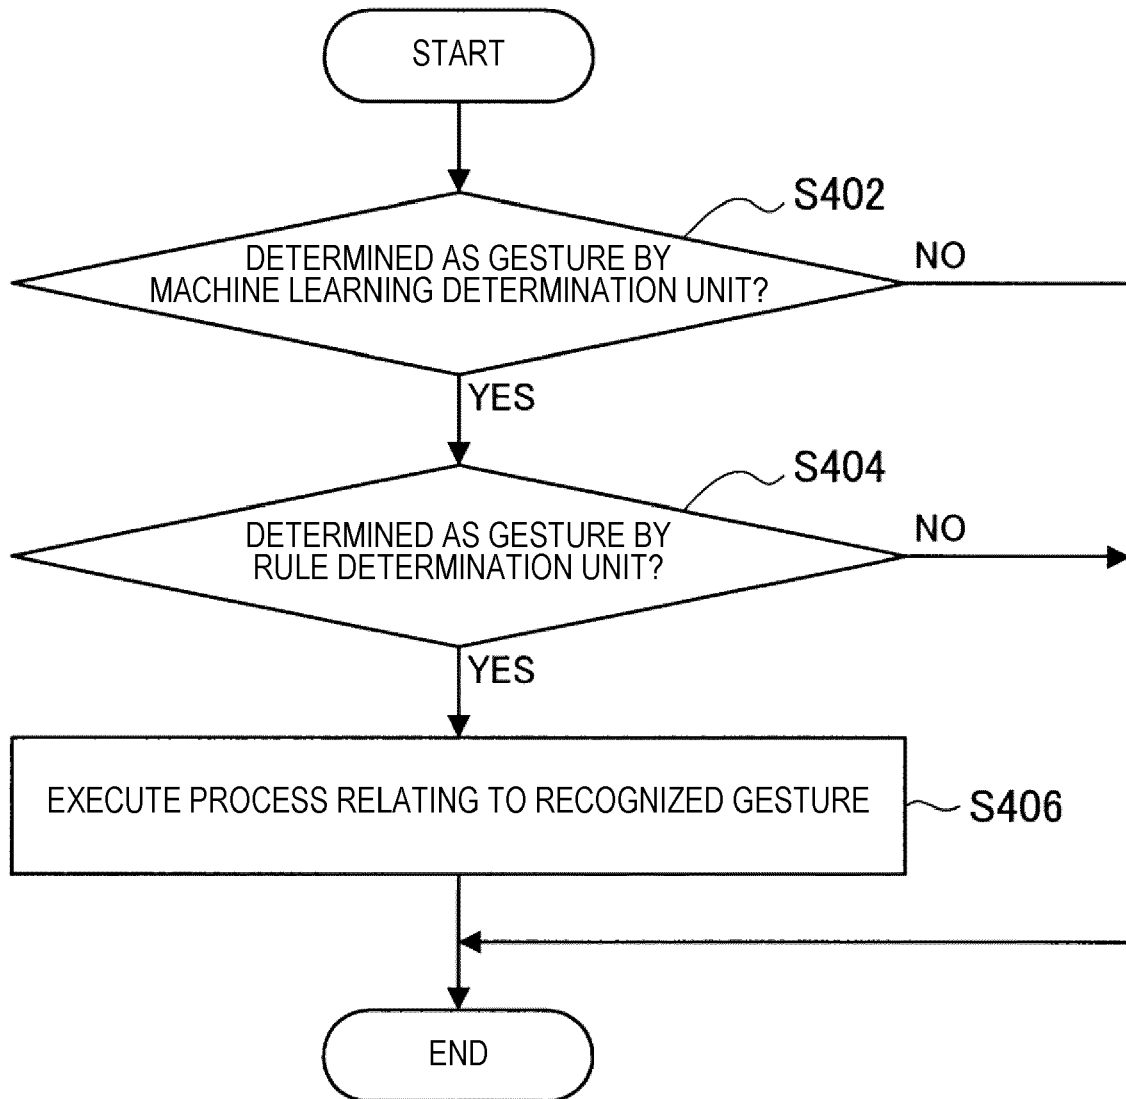 START
S402
DETERMINED AS GESTURE BY
MACHINE LEARNING DETERMINATION UNIT?
NO
YES
S404
DETERMINED AS GESTURE BY
RULE DETERMINATION UNIT?
NO
YES
EXECUTE PROCESS RELATING TO RECOGNIZED GESTURE
S406
END